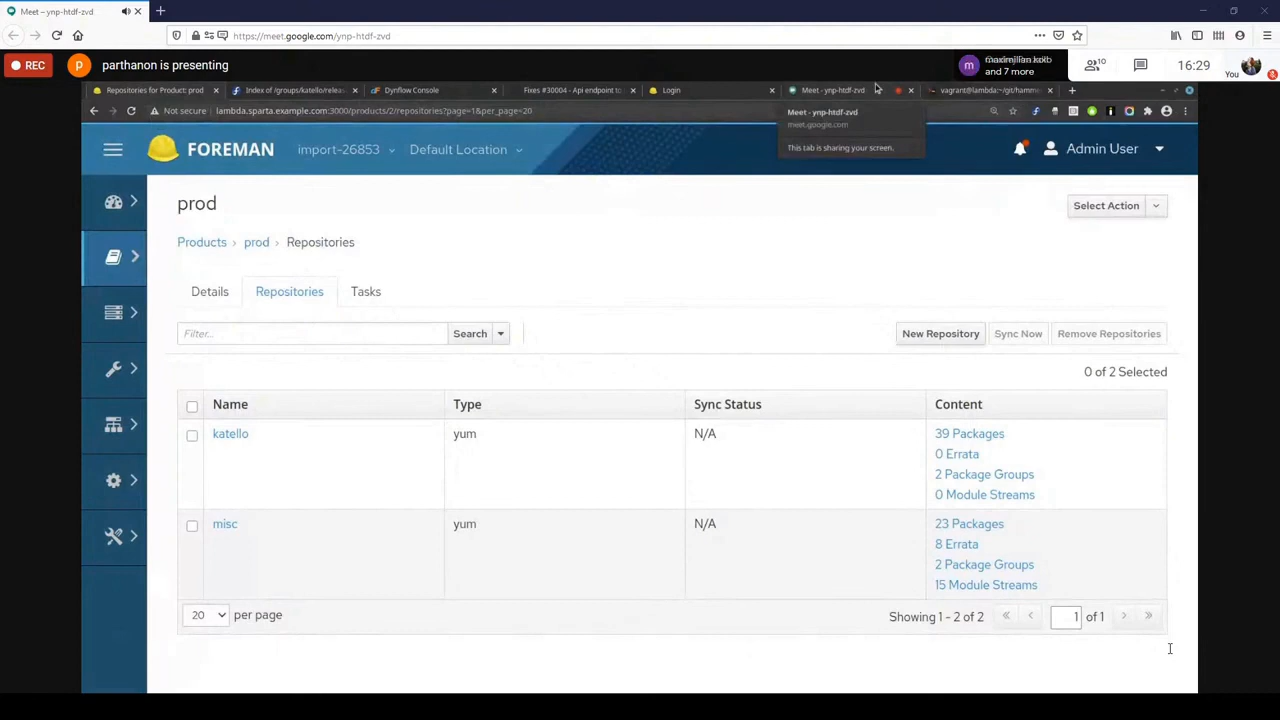 Meet – ynp-htdf-zvd
https://meet.google.com/ynp-htdf-zvd
REC
p
parthanon is presenting
m
maximilian kolb
and 7 more
10
16:29
You
Repositories for Product: prod
Index of /groups/katello/releas
Dynflow Console
Fixes #30004 - Api endpoint to
Login
Meet - ynp-htdf-zvd
vagrant@lambda:~/git/hamme
Not secure
lambda.sparta.example.com:3000/products/2/repositories?page=1&per_page=20
Meet - ynp-htdf-zvd
meet.google.com
This tab is sharing your screen.
FOREMAN
import-26853
Default Location
Admin User
prod
Select Action
Products › prod › Repositories
Details
Repositories
Tasks
Filter...
Search
New Repository
Sync Now
Remove Repositories
0 of 2 Selected
Name
Type
Sync Status
Content
katello
yum
N/A
39 Packages
0 Errata
2 Package Groups
0 Module Streams
misc
yum
N/A
23 Packages
8 Errata
2 Package Groups
15 Module Streams
20
per page
Showing 1 - 2 of 2
1
of 1